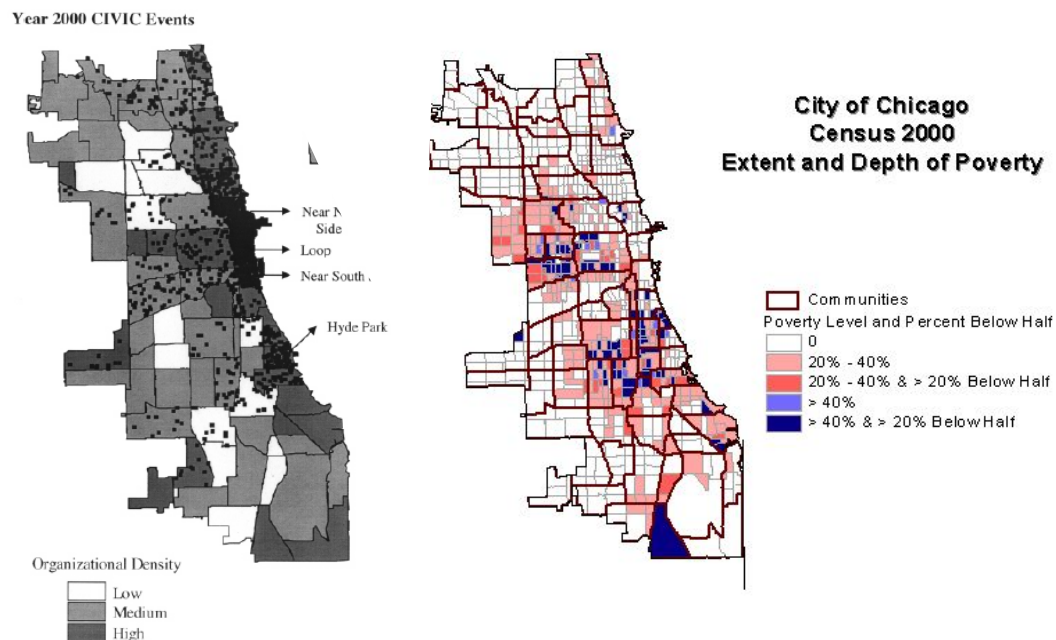 Year 2000 CIVIC Events
Near N
Side
Loop
Near South
Hyde Park
Organizational Density
Low
Medium
High
City of Chicago
Census 2000
Extent and Depth of Poverty
Communities
Poverty Level and Percent Below Half
0
20% - 40%
20% - 40% & > 20% Below Half
> 40%
> 40% & > 20% Below Half